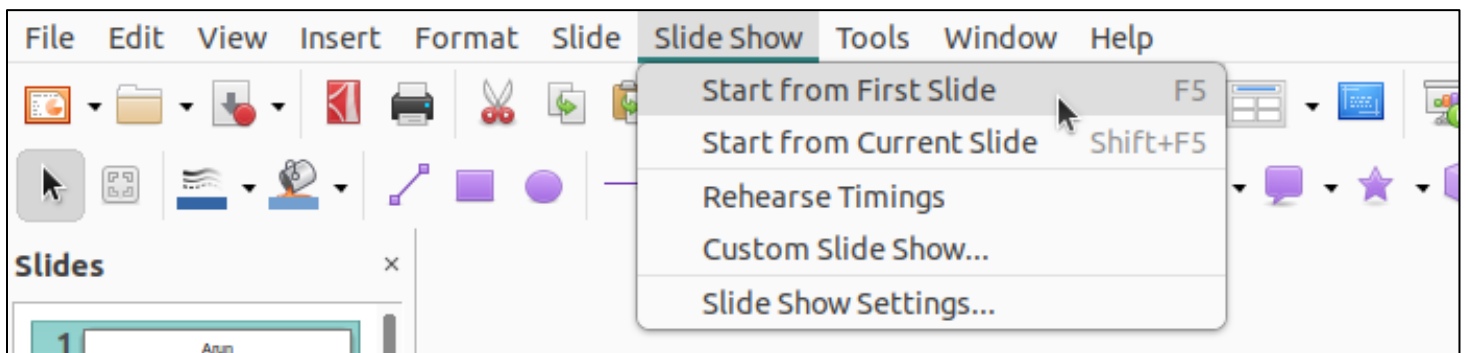 File Edit View Insert Format Slide Slide Show Tools Window Help
Start from First Slide F5
Start from Current Slide Shift+F5
Rehearse Timings
Custom Slide Show...
Slide Show Settings...
Slides ×
1
Arun